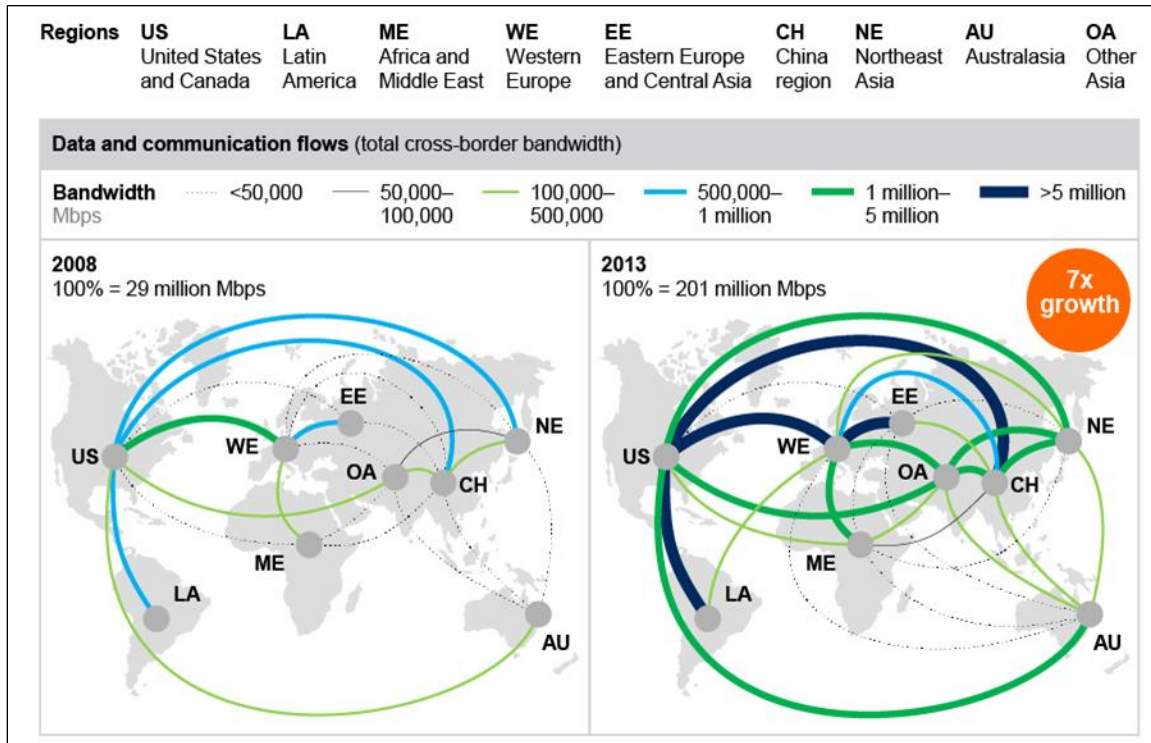 Regions US LA ME WE EE CH NE AU OA
United States Latin Africa and Western Eastern Europe China Northeast Australasia Other
and Canada America Middle East Europe and Central Asia region Asia Asia
Data and communication flows (total cross-border bandwidth)
Bandwidth <50,000 50,000– 100,000– 500,000– 1 million– >5 million
Mbps 100,000 500,000 1 million 5 million
2008
100% = 29 million Mbps
EE
NE
WE
US
OA
CH
ME
LA
AU
2013
100% = 201 million Mbps
7x
growth
EE
NE
WE
US
OA
CH
ME
LA
AU